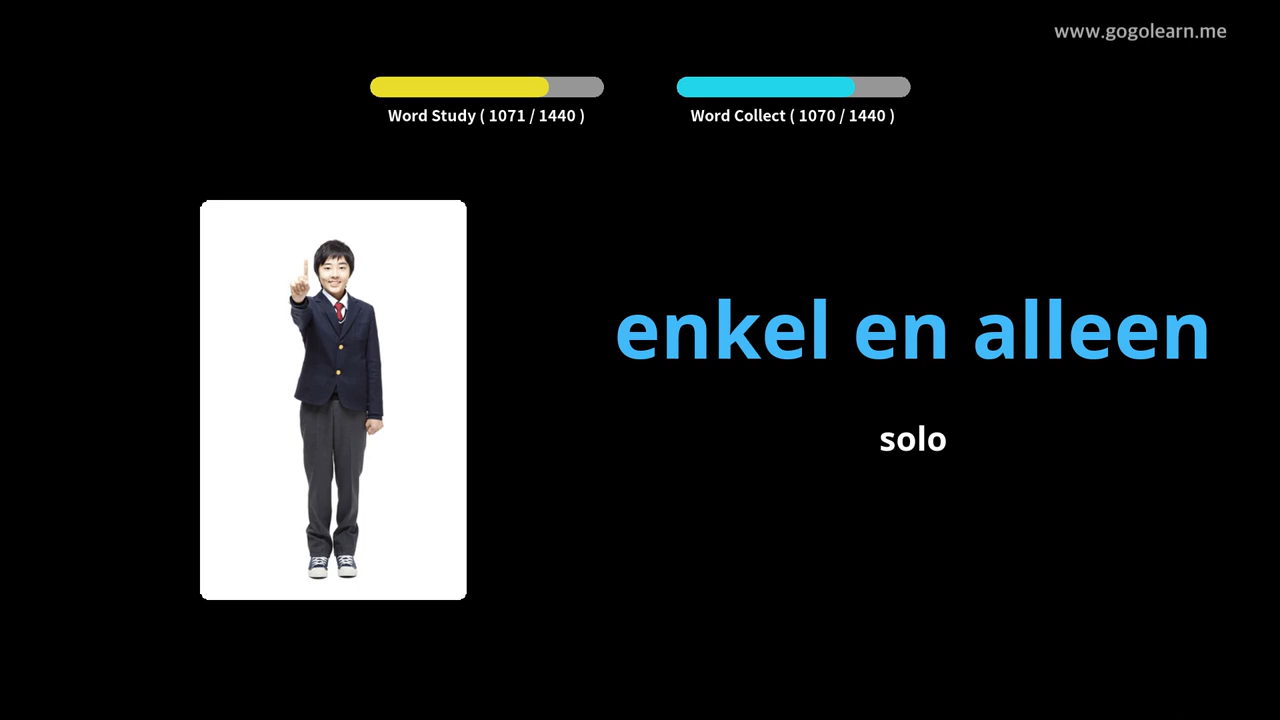 www.gogolearn.me
Word Study ( 1071 / 1440 )
Word Collect ( 1070 / 1440 )
enkel en alleen
solo